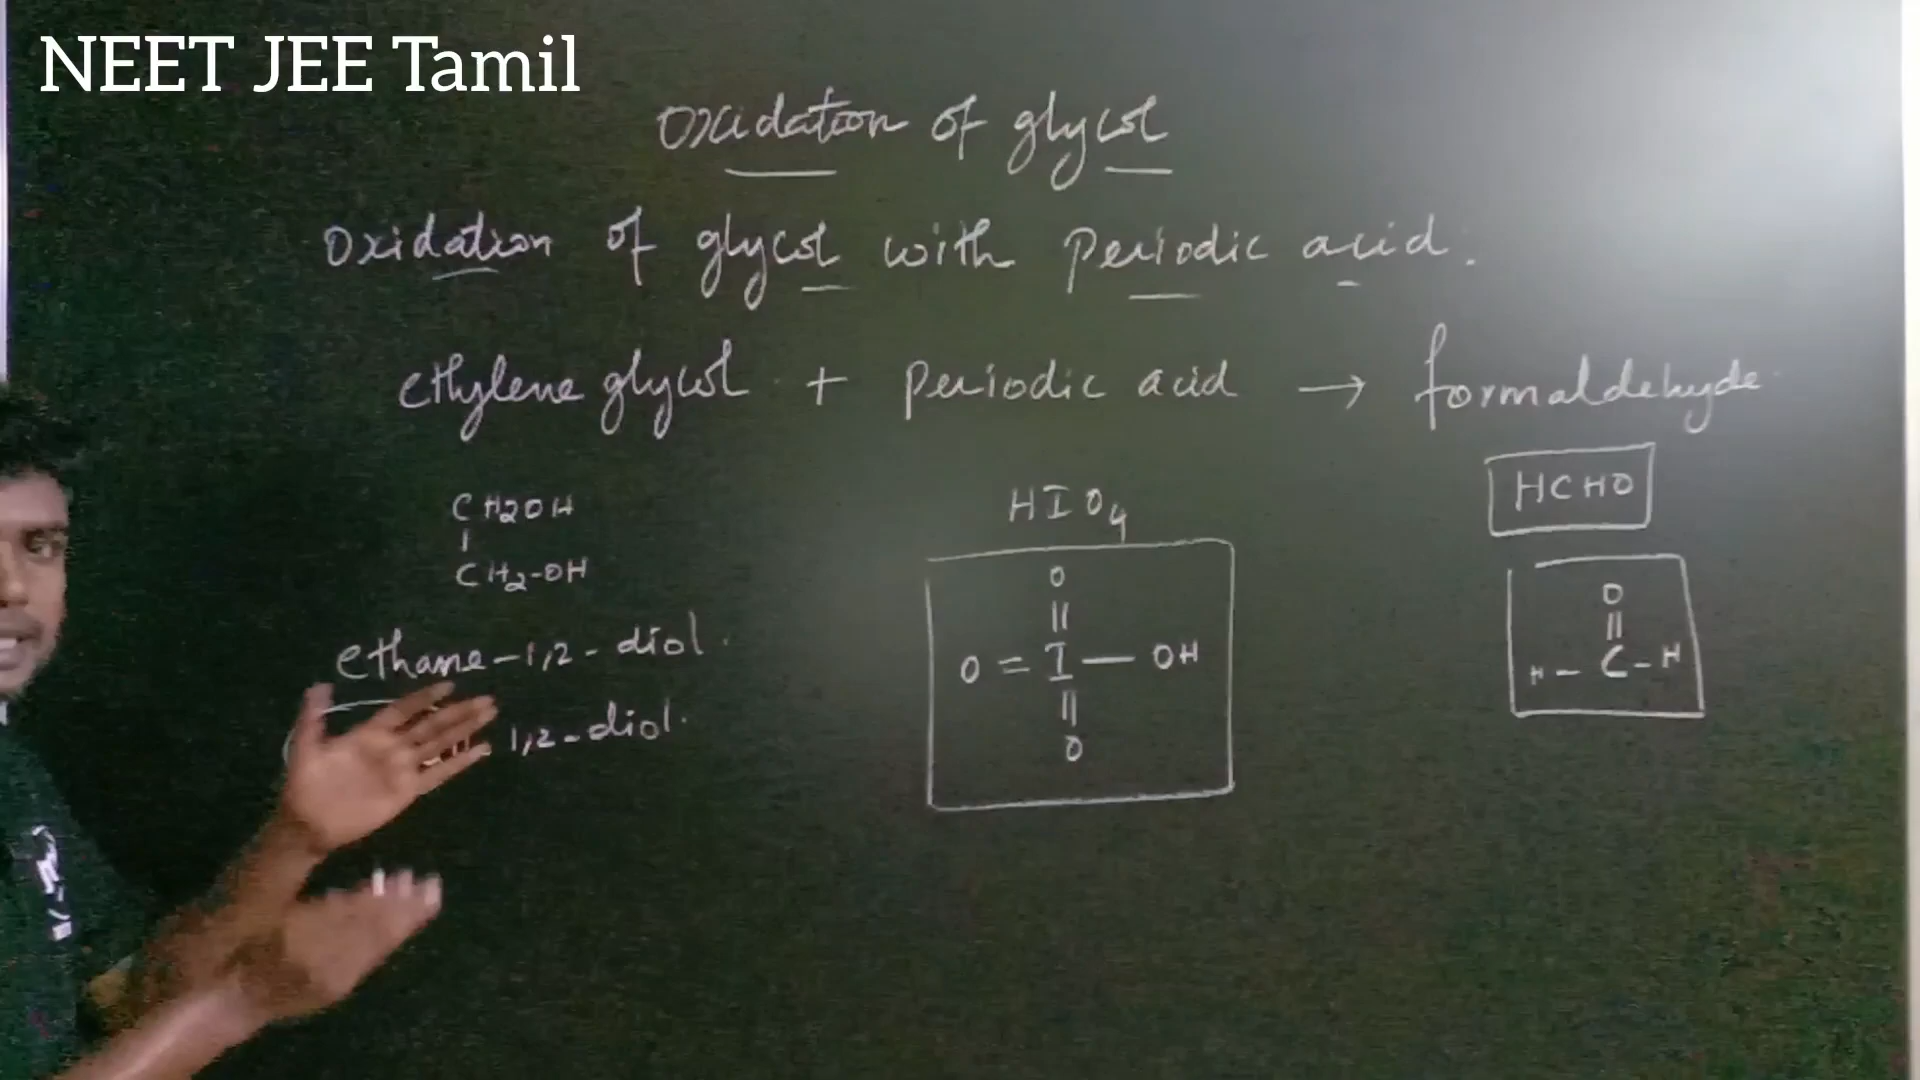 NEET JEE Tamil
Oxidation of glycol
Oxidation of glycol with periodic acid.
ethylene glycol + periodic acid → formaldehyde
CH2OH
|
CH2-OH
ethane-1,2-diol.
1,2-diol.
HIO4
O
||
O = I — OH
||
O
HCHO
O
||
H - C - H